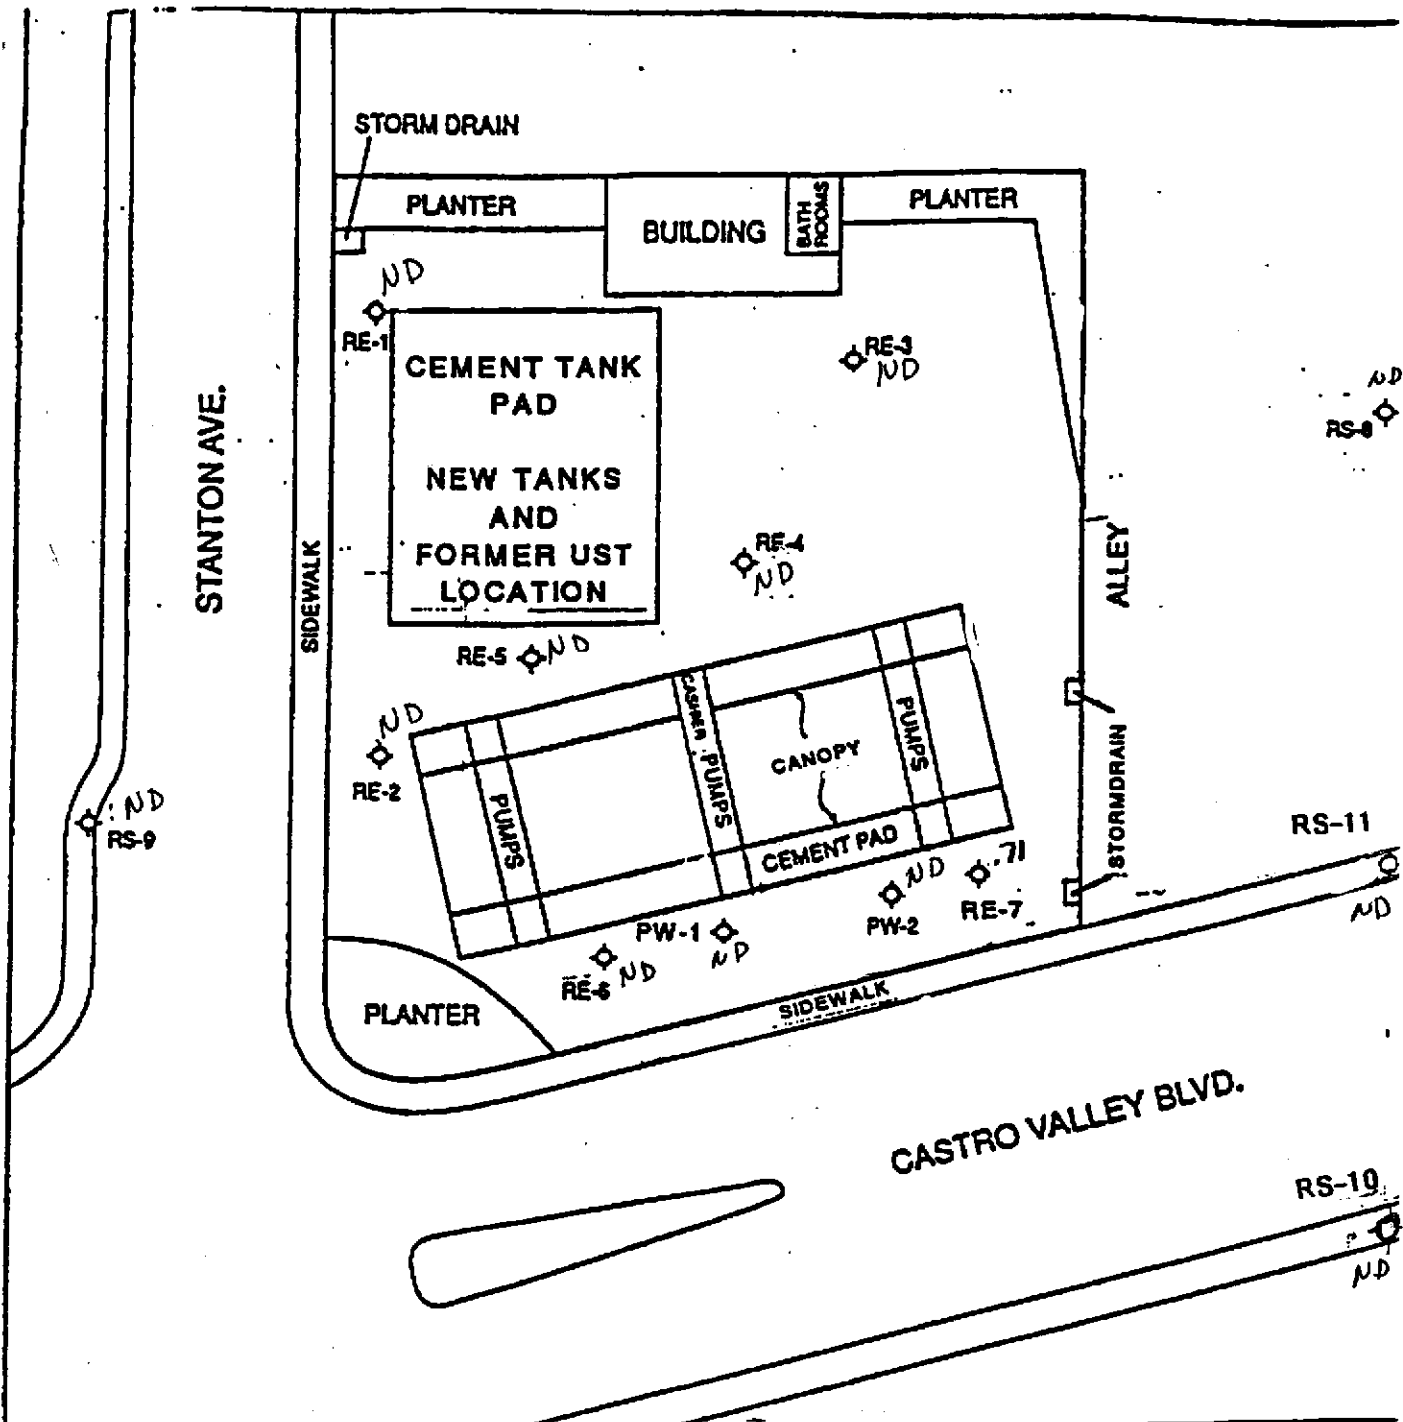 STORM DRAIN
PLANTER
BUILDING
BATH
ROOMS
PLANTER
ND
RE-1
CEMENT TANK
PAD
NEW TANKS
AND
FORMER UST
LOCATION
RE-3
ND
ND
RS-8
STANTON AVE.
SIDEWALK
RE-4
ND
ALLEY
RE-5 ND
ND
RE-2
ND
RS-9
CASHIER
PUMPS
PUMPS
PUMPS
CANOPY
CEMENT PAD
STORMDRAIN
RS-11
ND
.71
RE-7
ND
PW-2
PW-1
ND
RE-6 ND
PLANTER
SIDEWALK
CASTRO VALLEY BLVD.
RS-10
ND